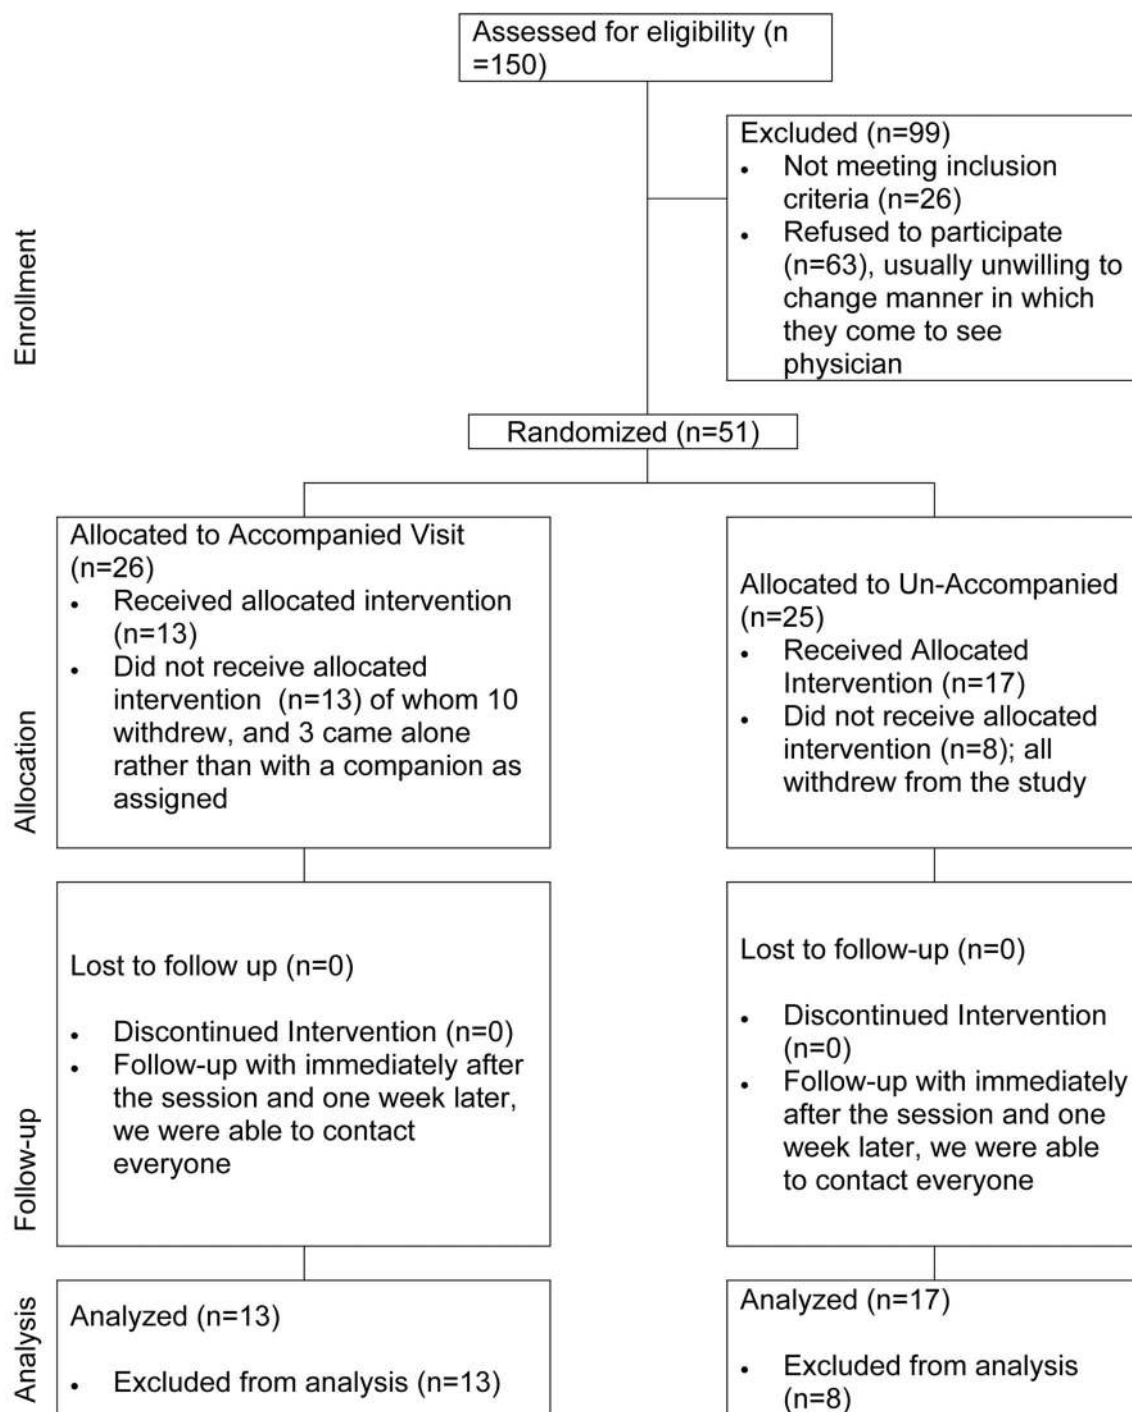 Assessed for eligibility (n
=150)
Enrollment
Excluded (n=99)
• Not meeting inclusion
criteria (n=26)
• Refused to participate
(n=63), usually unwilling to
change manner in which
they come to see
physician
Randomized (n=51)
Allocation
Allocated to Accompanied Visit
(n=26)
• Received allocated intervention
(n=13)
• Did not receive allocated
intervention (n=13) of whom 10
withdrew, and 3 came alone
rather than with a companion as
assigned
Allocated to Un-Accompanied
(n=25)
• Received Allocated
Intervention (n=17)
• Did not receive allocated
intervention (n=8); all
withdrew from the study
Follow-up
Lost to follow up (n=0)
• Discontinued Intervention (n=0)
• Follow-up with immediately after
the session and one week later,
we were able to contact
everyone
Lost to follow-up (n=0)
• Discontinued Intervention
(n=0)
• Follow-up with immediately
after the session and one
week later, we were able
to contact everyone
Analysis
Analyzed (n=13)
• Excluded from analysis (n=13)
Analyzed (n=17)
• Excluded from analysis
(n=8)